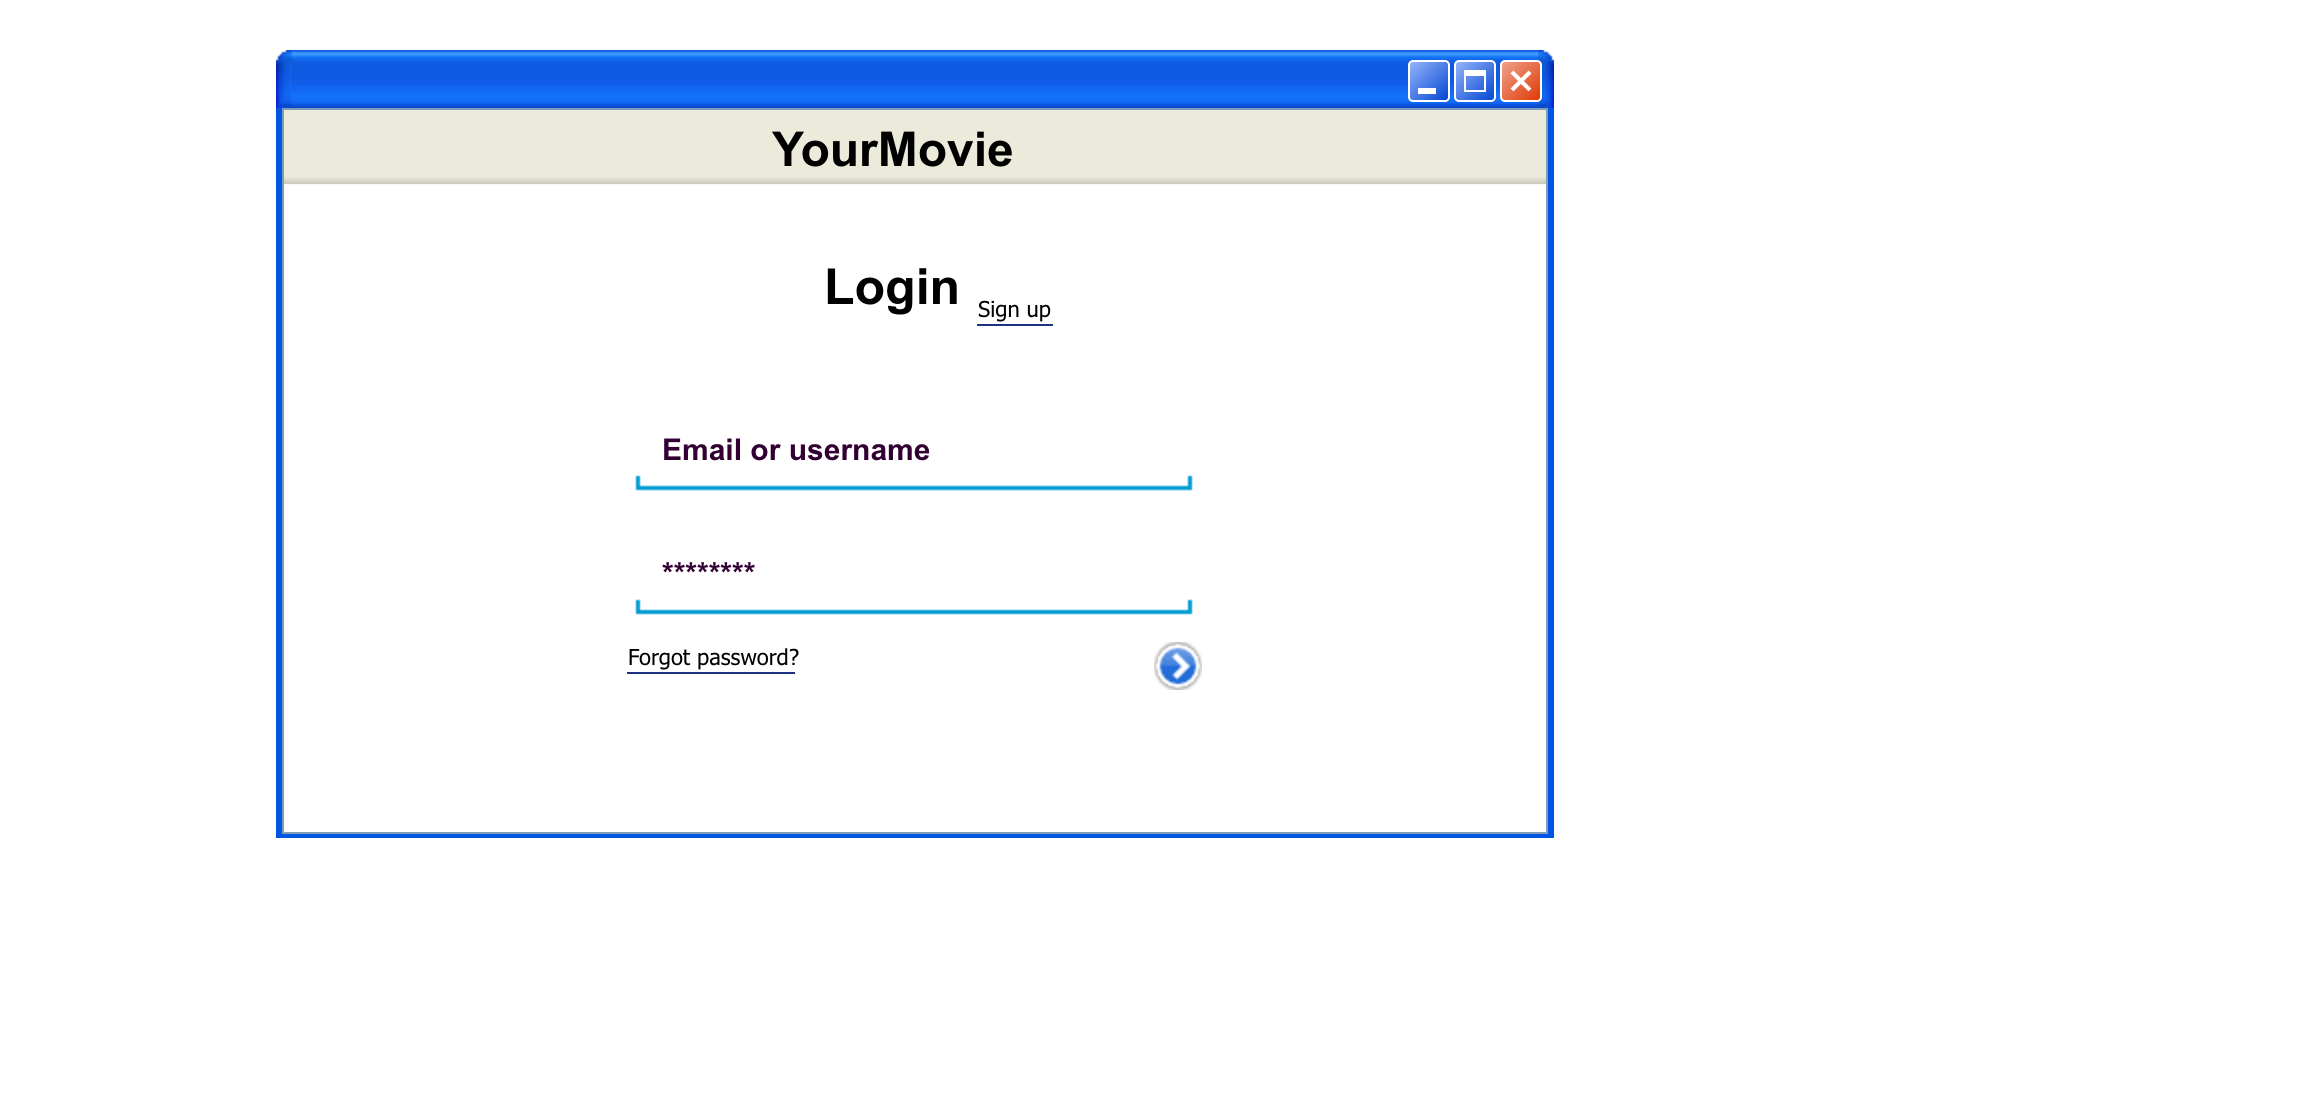 YourMovie
Login
Sign up
Email or username
********
Forgot password?